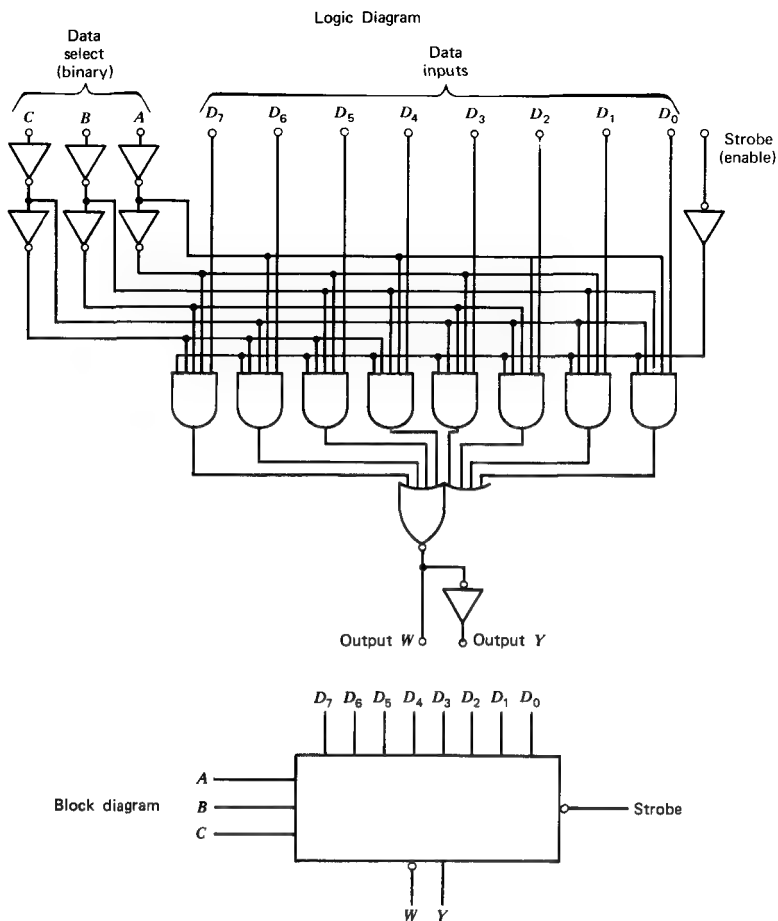 Logic Diagram
Data
select
(binary)
Data
inputs
C B A D7 D6 D5 D4 D3 D2 D1 D0
Strobe
(enable)
Output W Output Y
D7 D6 D5 D4 D3 D2 D1 D0
A
Block diagram B Strobe
C
W Y